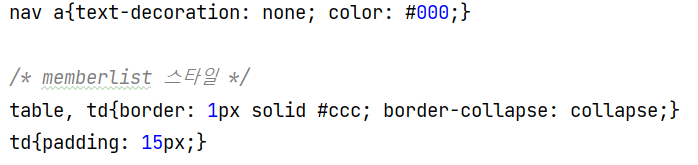 nav a{text-decoration: none; color: #000;}
/* memberlist 스타일 */
table, td{border: 1px solid #ccc; border-collapse: collapse;}
td{padding: 15px;}